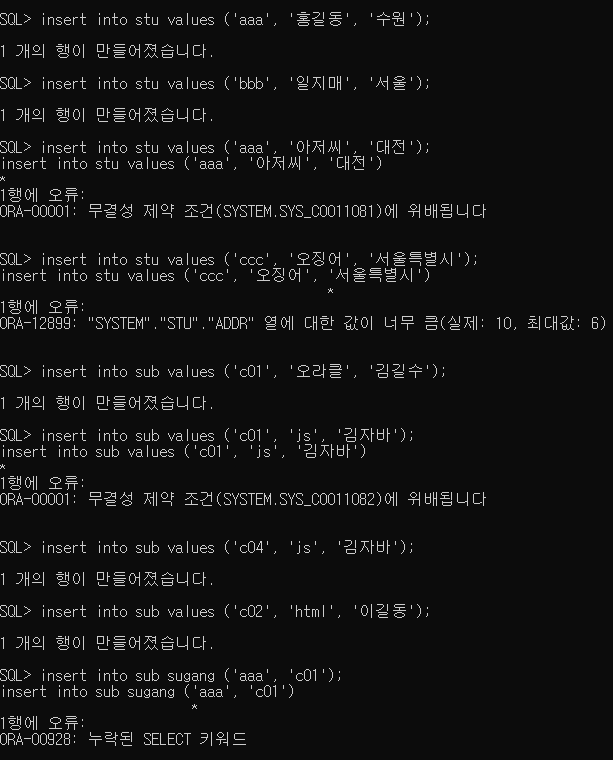 SQL> insert into stu values ('aaa', '홍길동', '수원');
1 개의 행이 만들어졌습니다.
SQL> insert into stu values ('bbb', '일지매', '서울');
1 개의 행이 만들어졌습니다.
SQL> insert into stu values ('aaa', '아저씨', '대전');
insert into stu values ('aaa', '아저씨', '대전')
*
1행에 오류:
ORA-00001: 무결성 제약 조건(SYSTEM.SYS_C0011081)에 위배됩니다
SQL> insert into stu values ('ccc', '오징어', '서울특별시');
insert into stu values ('ccc', '오징어', '서울특별시')
*
1행에 오류:
ORA-12899: "SYSTEM"."STU"."ADDR" 열에 대한 값이 너무 큼(실제: 10, 최대값: 6)
SQL> insert into sub values ('c01', '오라클', '김길수');
1 개의 행이 만들어졌습니다.
SQL> insert into sub values ('c01', 'js', '김자바');
insert into sub values ('c01', 'js', '김자바')
*
1행에 오류:
ORA-00001: 무결성 제약 조건(SYSTEM.SYS_C0011082)에 위배됩니다
SQL> insert into sub values ('c04', 'js', '김자바');
1 개의 행이 만들어졌습니다.
SQL> insert into sub values ('c02', 'html', '이길동');
1 개의 행이 만들어졌습니다.
SQL> insert into sub sugang ('aaa', 'c01');
insert into sub sugang ('aaa', 'c01')
*
1행에 오류:
ORA-00928: 누락된 SELECT 키워드